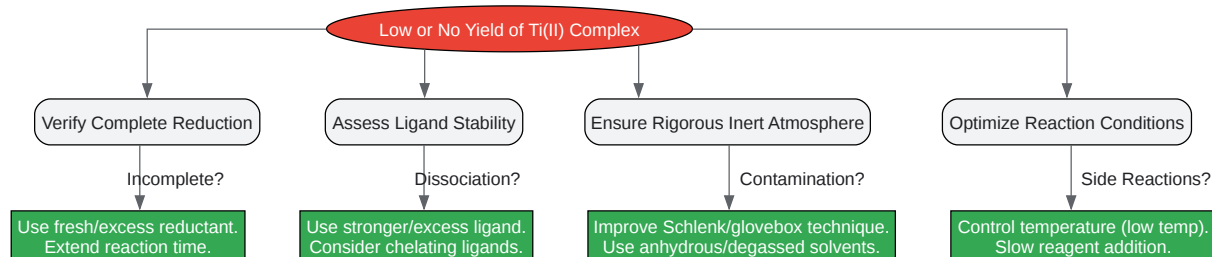 Low or No Yield of Ti(II) Complex
Verify Complete Reduction
Assess Ligand Stability
Ensure Rigorous Inert Atmosphere
Optimize Reaction Conditions
Incomplete?
Dissociation?
Contamination?
Side Reactions?
Use fresh/excess reductant.
Extend reaction time.
Use stronger/excess ligand.
Consider chelating ligands.
Improve Schlenk/glovebox technique.
Use anhydrous/degassed solvents.
Control temperature (low temp).
Slow reagent addition.